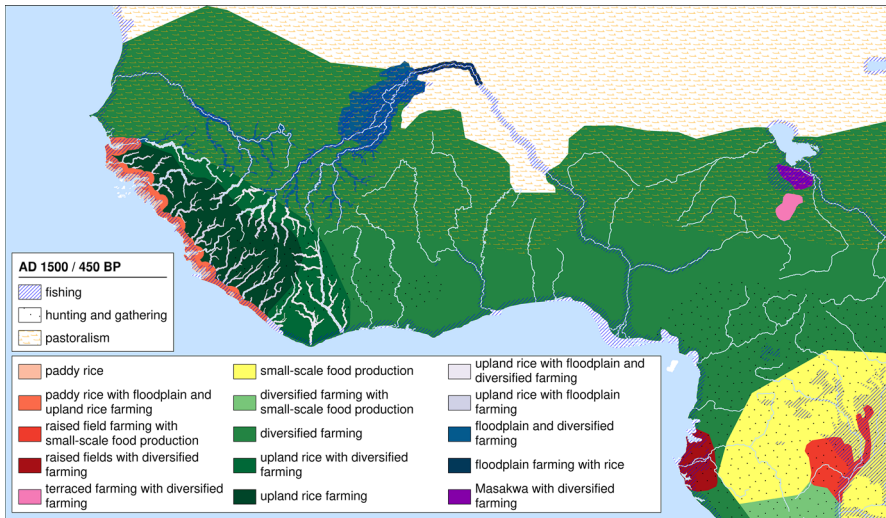 AD 1500 / 450 BP
fishing
hunting and gathering
pastoralism
paddy rice
paddy rice with floodplain and
upland rice farming
raised field farming with
small-scale food production
raised fields with diversified
farming
terraced farming with diversified
farming
small-scale food production
diversified farming with
small-scale food production
diversified farming
upland rice with diversified
farming
upland rice farming
upland rice with floodplain and
diversified farming
upland rice with floodplain
farming
floodplain and diversified
farming
floodplain farming with rice
Masakwa with diversified
farming